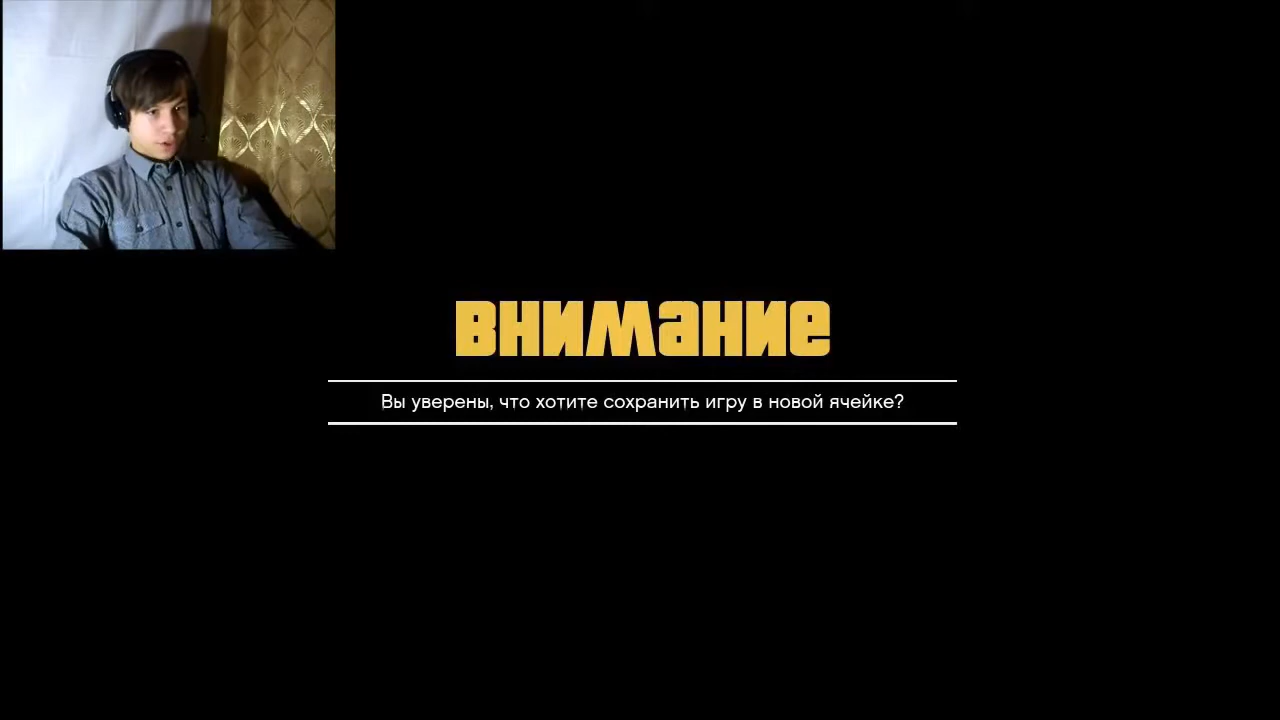 внимание
Вы уверены, что хотите сохранить игру в новой ячейке?